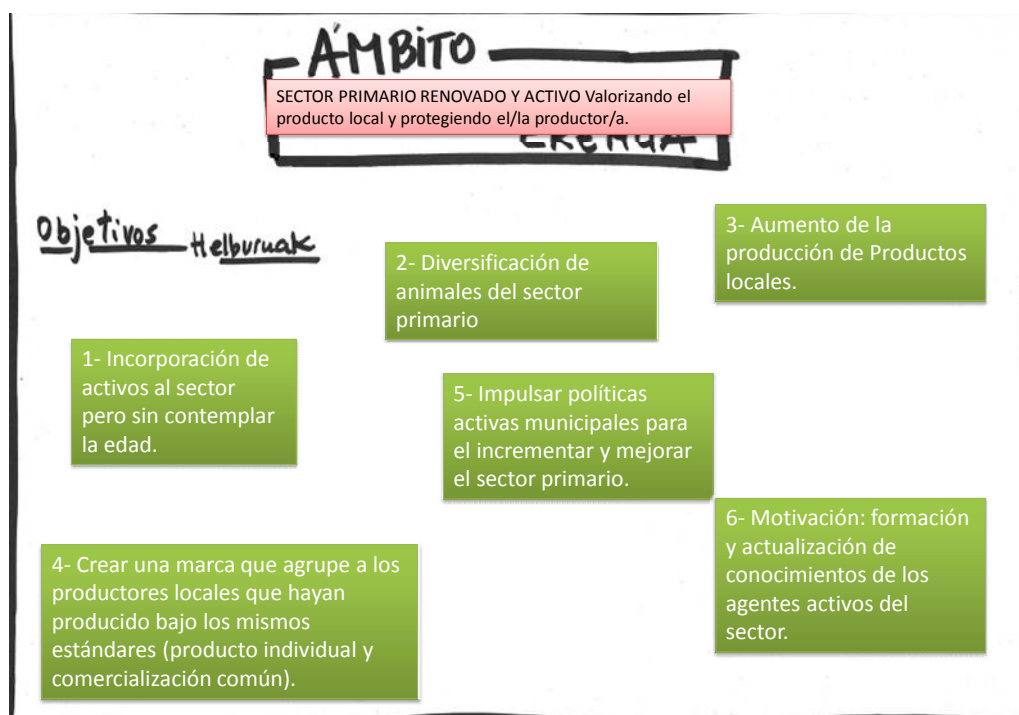 ÁMBITO
SECTOR PRIMARIO RENOVADO Y ACTIVO Valorizando el
producto local y protegiendo el/la productor/a.
EREMUA
Objetivos Helburuak
1- Incorporación de
activos al sector
pero sin contemplar
la edad.
2- Diversificación de
animales del sector
primario
3- Aumento de la
producción de Productos
locales.
4- Crear una marca que agrupe a los
productores locales que hayan
producido bajo los mismos
estándares (producto individual y
comercialización común).
5- Impulsar políticas
activas municipales para
el incrementar y mejorar
el sector primario.
6- Motivación: formación
y actualización de
conocimientos de los
agentes activos del
sector.